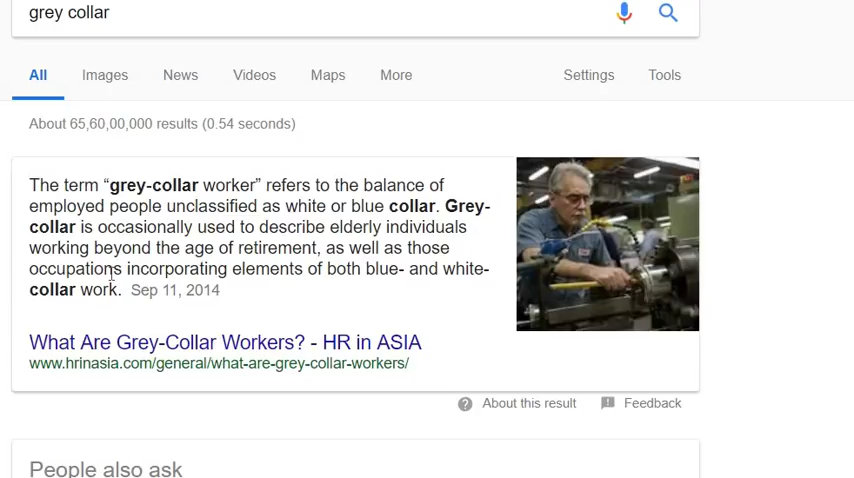 grey collar
All Images News Videos Maps More Settings Tools
About 65,60,00,000 results (0.54 seconds)
The term “grey-collar worker” refers to the balance of
employed people unclassified as white or blue collar. Grey-
collar is occasionally used to describe elderly individuals
working beyond the age of retirement, as well as those
occupations incorporating elements of both blue- and white-
collar work. Sep 11, 2014
What Are Grey-Collar Workers? - HR in ASIA
www.hrinasia.com/general/what-are-grey-collar-workers/
About this result Feedback
People also ask